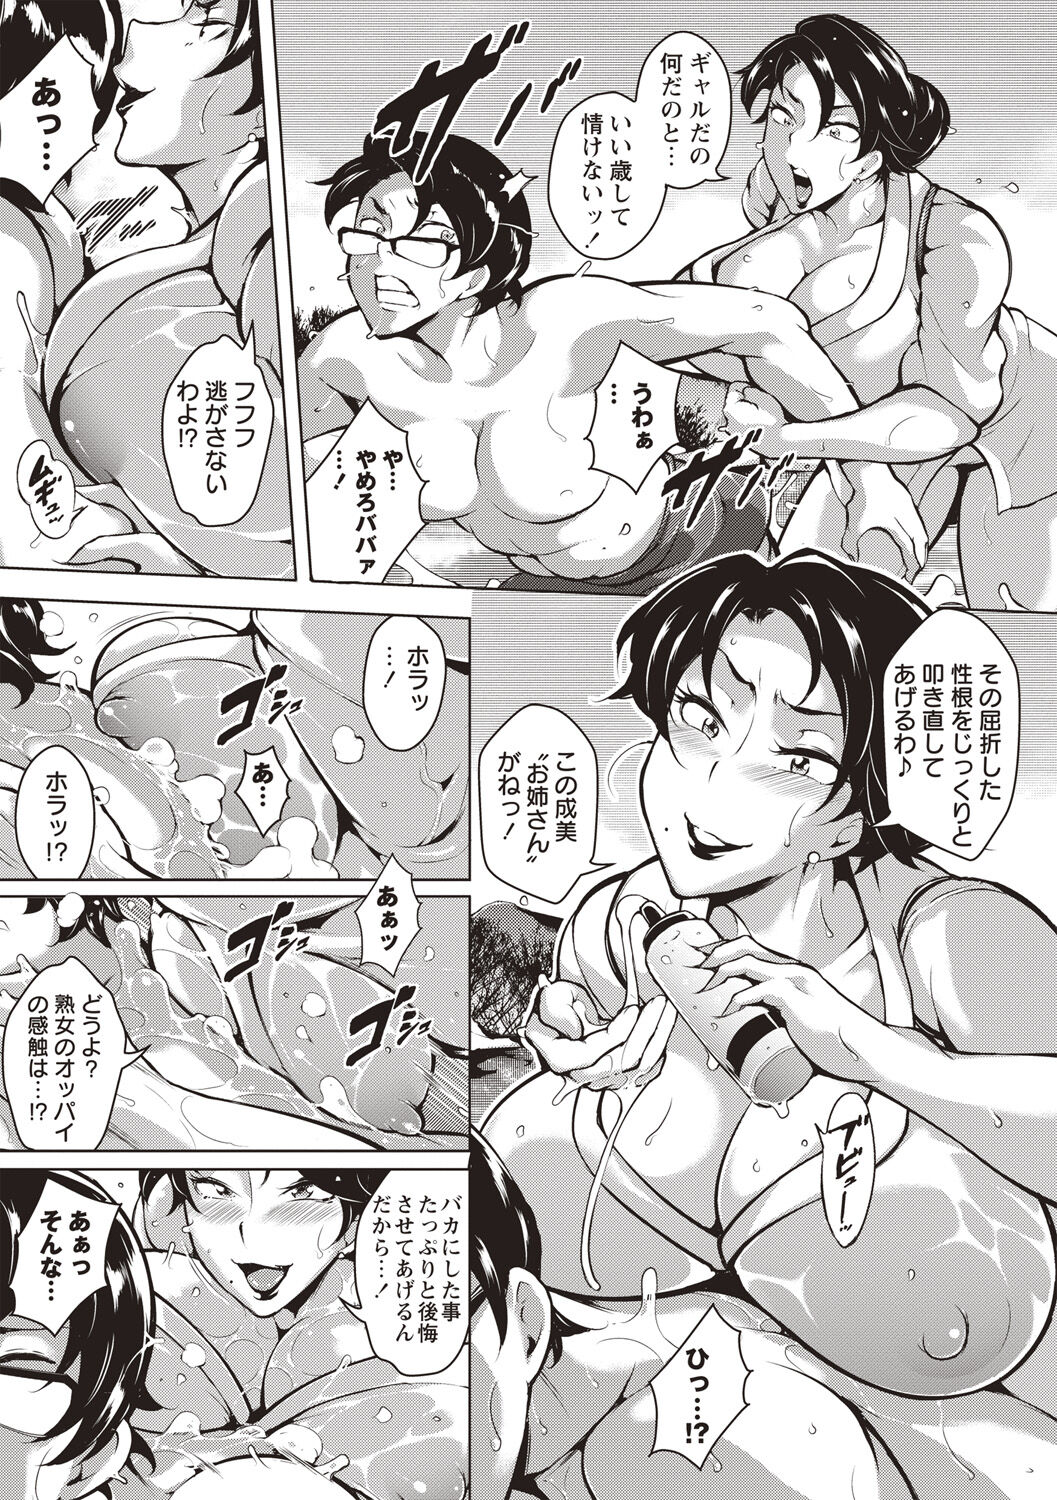 ギャルだの
何だのと…
いい歳して
情けないッ!
うわぁ
…
や…
やめろババァ
…!
あっ…
フフフ
逃がさない
わよ!?
ムギュ…
その屈折した
性根をじっくりと
叩き直して
あげるわ♪
この成美
〝お姉さん〟
がねっ!
ブビューー
ひっ…!?
ホラッ
…!
あ…
ホラッ!?
ゴシュ
あぁッ
ゴシュ
ゴシュ
どうよ?
熟女のオッパイ
の感触は…!?
バカにした事
たっぷりと後悔
させてあげるん
だから…!
あぁっ
そんな…